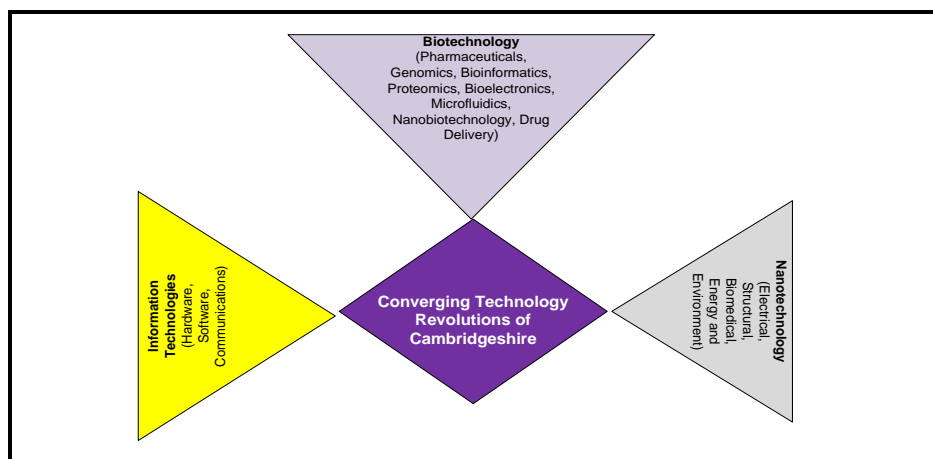 Biotechnology
(Pharmaceuticals,
Genomics, Bioinformatics,
Proteomics, Bioelectronics,
Microfluidics,
Nanobiotechnology, Drug
Delivery)
Information
Technologies
(Hardware,
Software,
Communications)
Converging Technology
Revolutions of
Cambridgeshire
Nanotechnology
(Electrical,
Structural,
Biomedical,
Energy and
Environment)